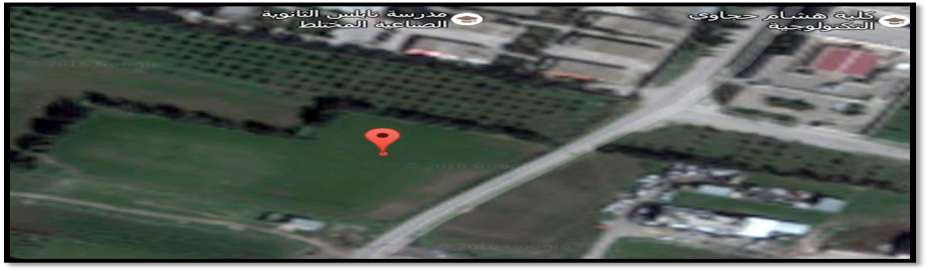 مدرسة نابلس الثانوية
الصناعية المختلط
كلية هشام حجاوي
التكنولوجية